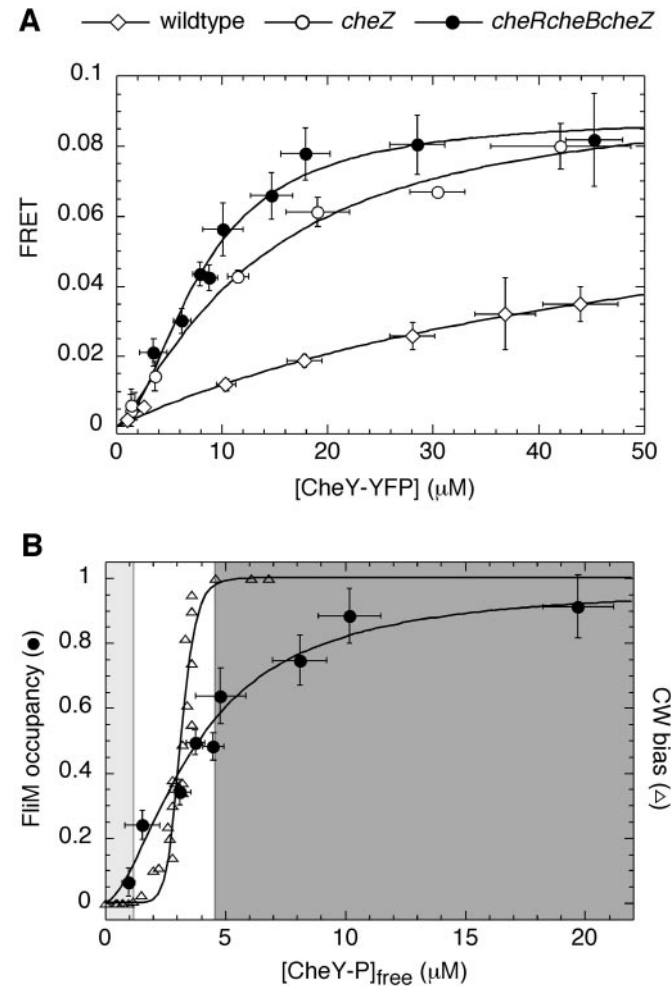 A
wildtype cheZ cheRcheBcheZ
0.1
0.08
0.06
0.04
0.02
0
FRET
0 10 20 30 40 50
[CheY-YFP] (μM)
B
1
0.8
0.6
0.4
0.2
0
FliM occupancy (●)
CW bias (△)
0 5 10 15 20
[CheY-P]free (μM)